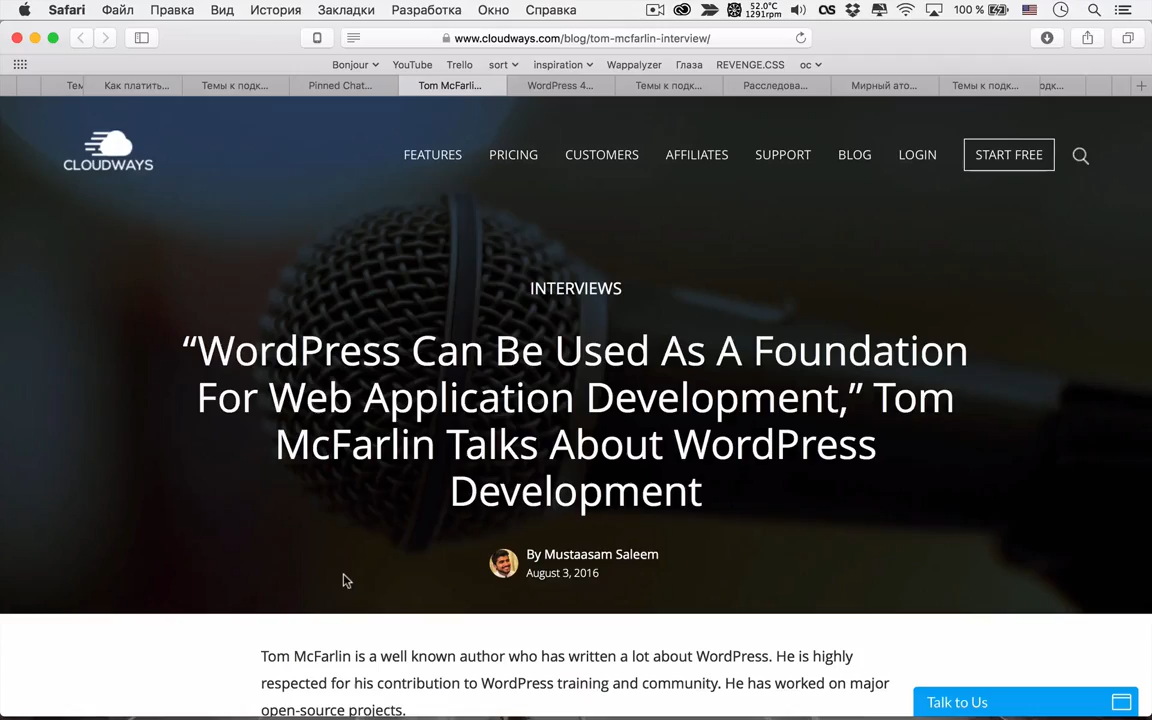 Safari Файл Правка Вид История Закладки Разработка Окно Справка 52.0°C 1291rpm 100 %
www.cloudways.com/blog/tom-mcfarlin-interview/
Bonjour YouTube Trello sort inspiration Wappalyzer Глаза REVENGE.CSS ос
Тем Как платить... Темы к подк... Pinned Chat... Tom McFarli... WordPress 4... Темы к подк... Расследова... Мирный ато... Темы к подк... одк...
CLOUDWAYS FEATURES PRICING CUSTOMERS AFFILIATES SUPPORT BLOG LOGIN START FREE
INTERVIEWS
“WordPress Can Be Used As A Foundation
For Web Application Development,” Tom
McFarlin Talks About WordPress
Development
By Mustaasam Saleem
August 3, 2016
Tom McFarlin is a well known author who has written a lot about WordPress. He is highly
respected for his contribution to WordPress training and community. He has worked on major
open-source projects.
Talk to Us